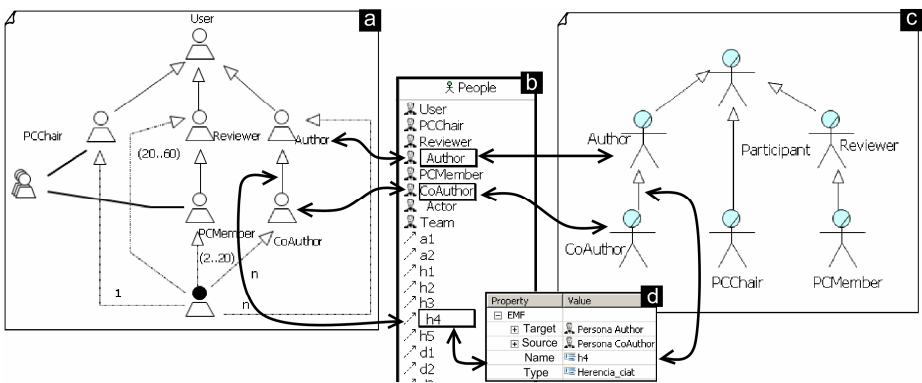 a
User
PCChair
Reviewer
Author
(20..60)
PCMember
CoAuthor
(2..20)
1
n
n
b
People
User
PCChair
Reviewer
Author
PCMember
CoAuthor
Actor
Team
a1
a2
h1
h2
h3
h4
h5
d1
d2
c
Author
Participant
Reviewer
CoAuthor
PCChair
PCMember
d
Property Value
EMF
Target Persona Author
Source Persona CoAuthor
Name h4
Type Herencia_ciat